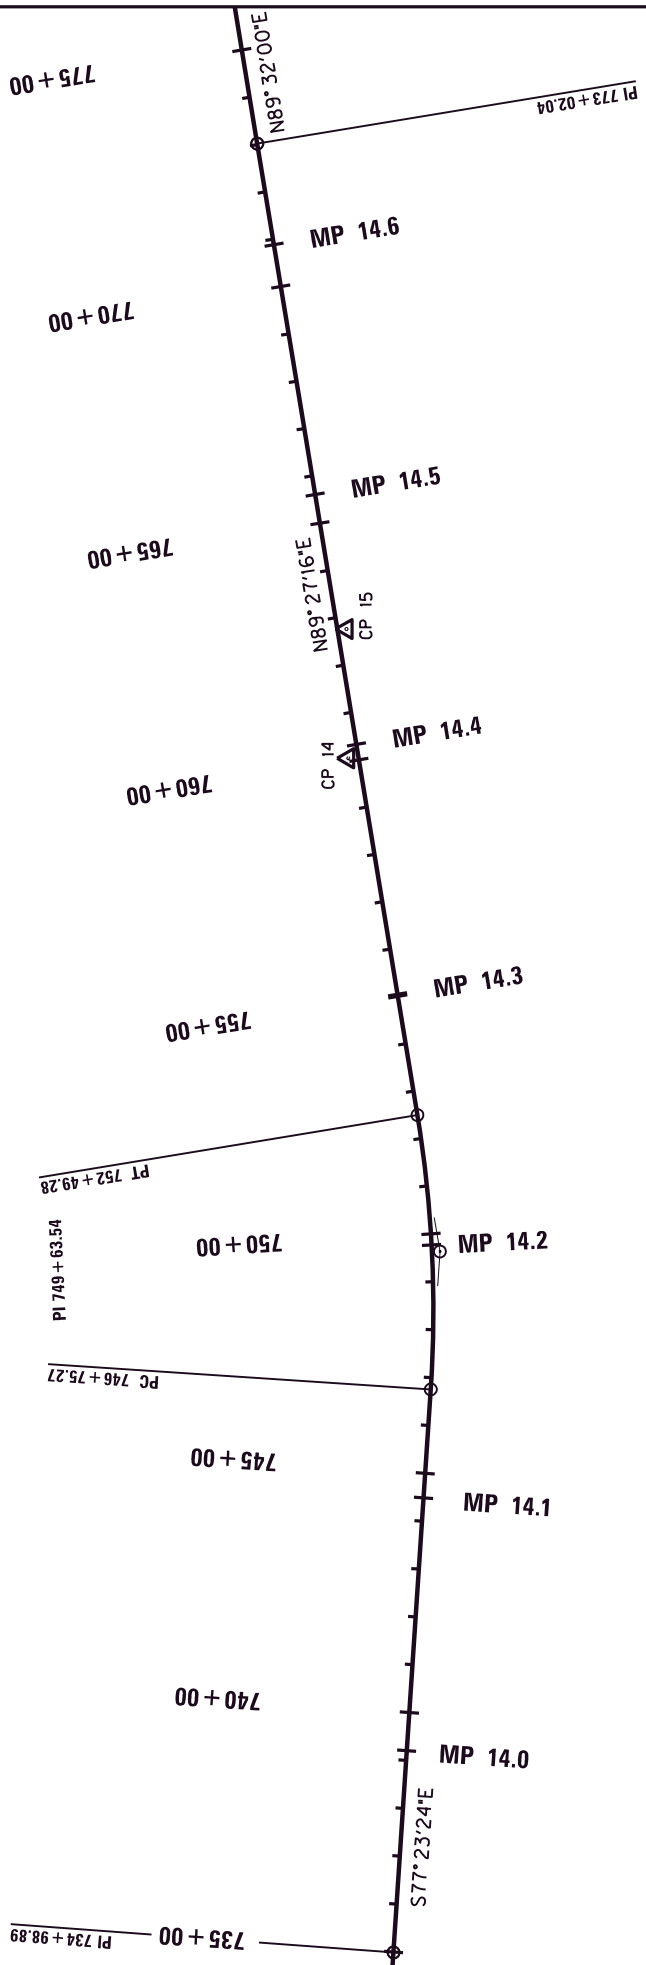 775+00
N89°32'00"E
PI 773+02.04
MP 14.6
770+00
MP 14.5
765+00
N89°27'16"E
CP 15
MP 14.4
CP 14
760+00
MP 14.3
755+00
PT 752+49.28
PI 749+63.54
750+00
MP 14.2
PC 746+75.27
745+00
MP 14.1
740+00
MP 14.0
S77°23'24"E
PI 734+98.89
735+00